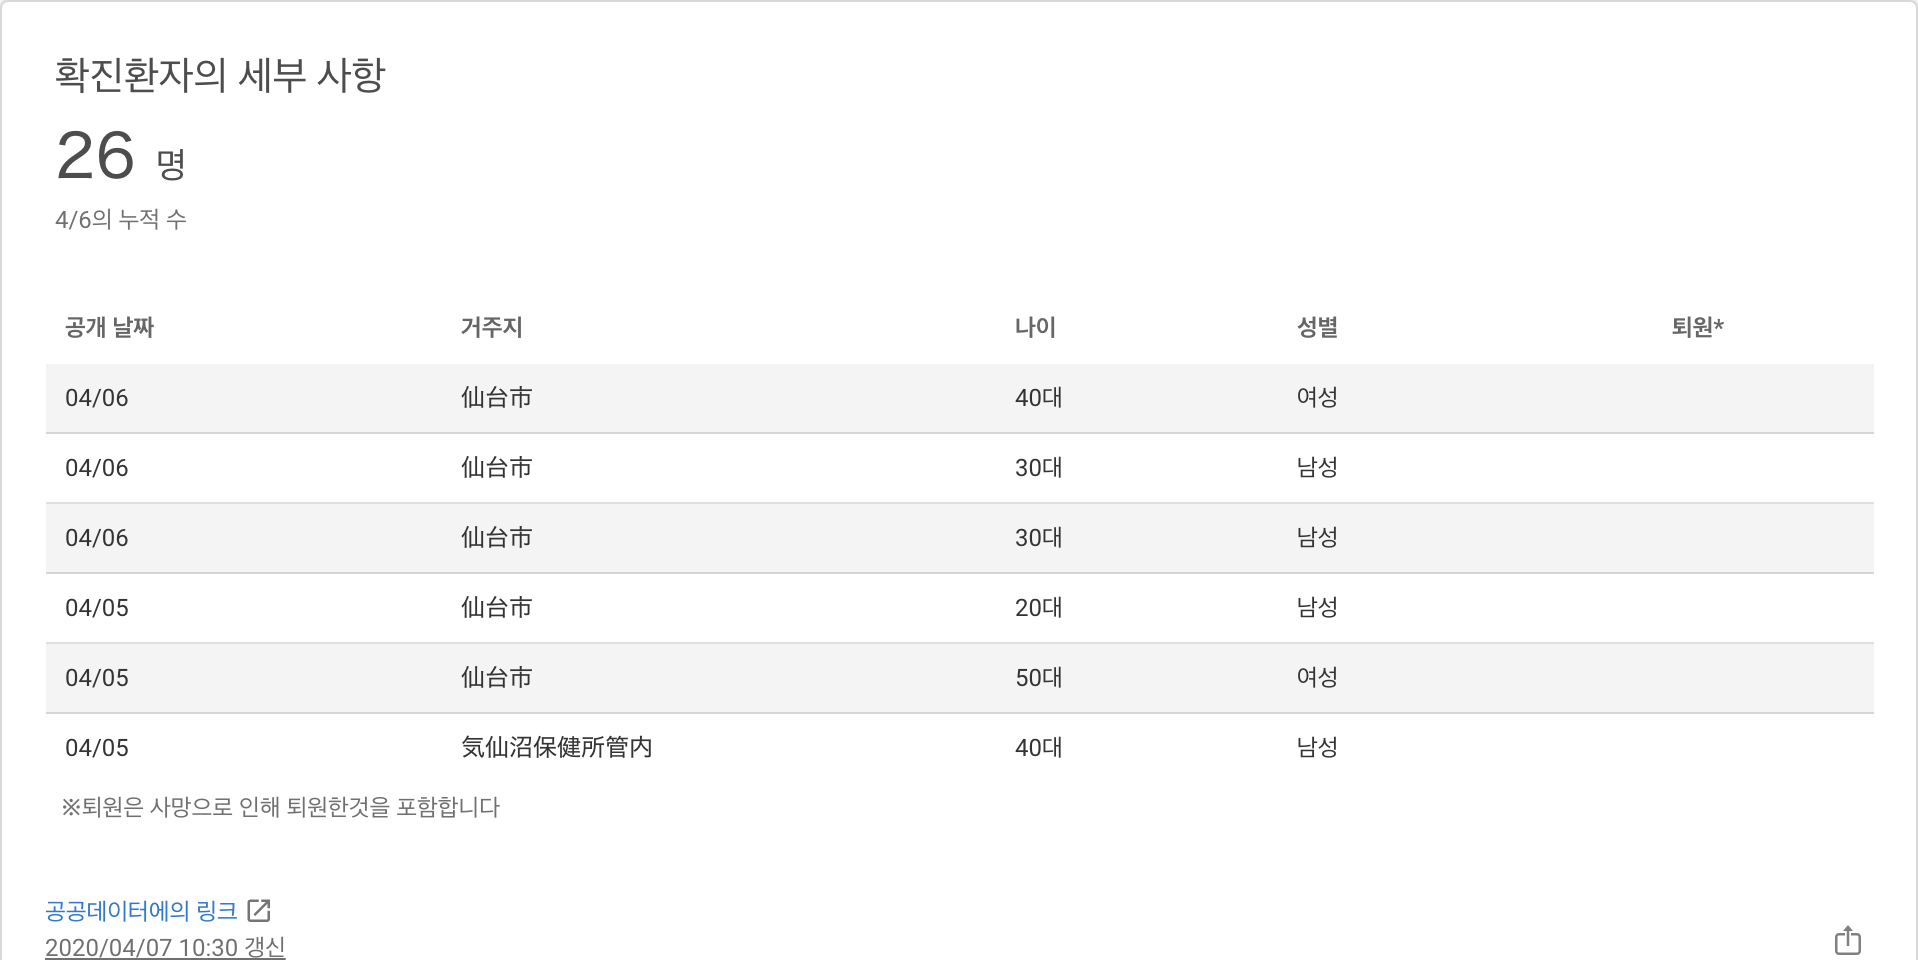 확진환자의 세부 사항
26 명
4/6의 누적 수
공개 날짜 거주지 나이 성별 퇴원*
04/06 仙台市 40대 여성
04/06 仙台市 30대 남성
04/06 仙台市 30대 남성
04/05 仙台市 20대 남성
04/05 仙台市 50대 여성
04/05 気仙沼保健所管内 40대 남성
※퇴원은 사망으로 인해 퇴원한것을 포함합니다
공공데이터에의 링크
2020/04/07 10:30 갱신